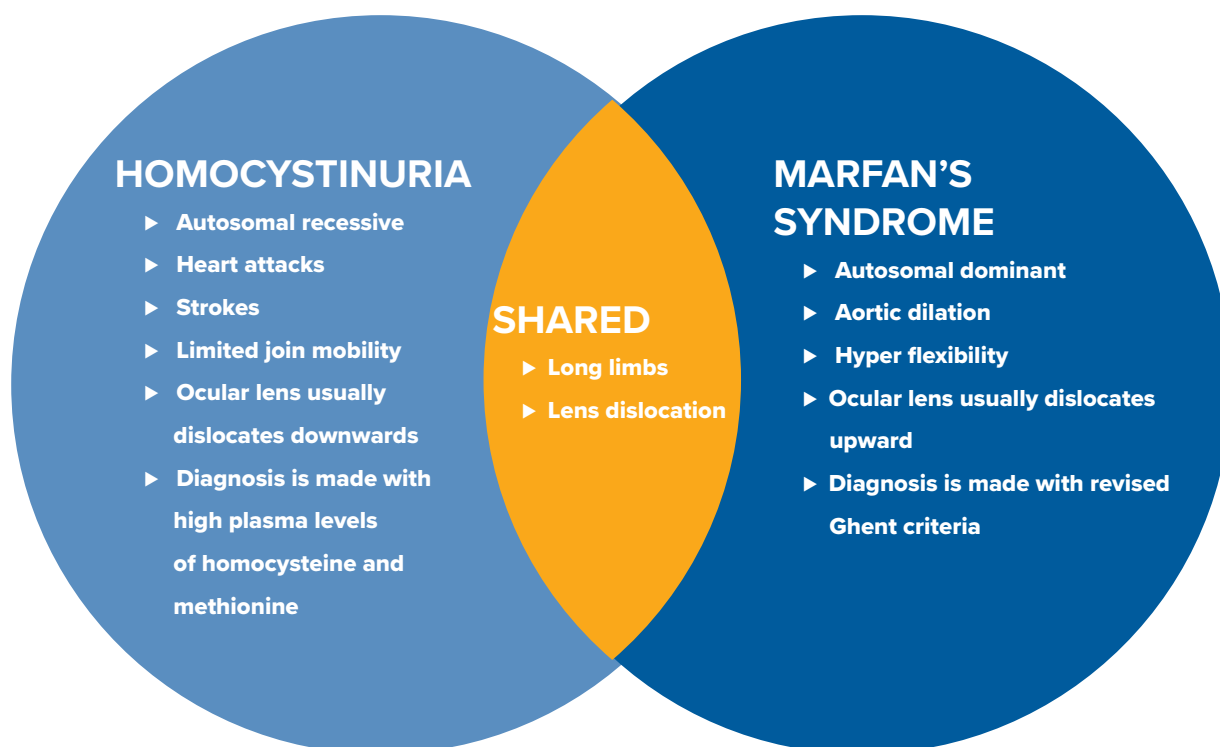 HOMOCYSTINURIA
▶ Autosomal recessive
▶ Heart attacks
▶ Strokes
▶ Limited join mobility
▶ Ocular lens usually
dislocates downwards
▶ Diagnosis is made with
high plasma levels
of homocysteine and
methionine
SHARED
▶ Long limbs
▶ Lens dislocation
MARFAN'S
SYNDROME
▶ Autosomal dominant
▶ Aortic dilation
▶ Hyper flexibility
▶ Ocular lens usually dislocates
upward
▶ Diagnosis is made with revised
Ghent criteria